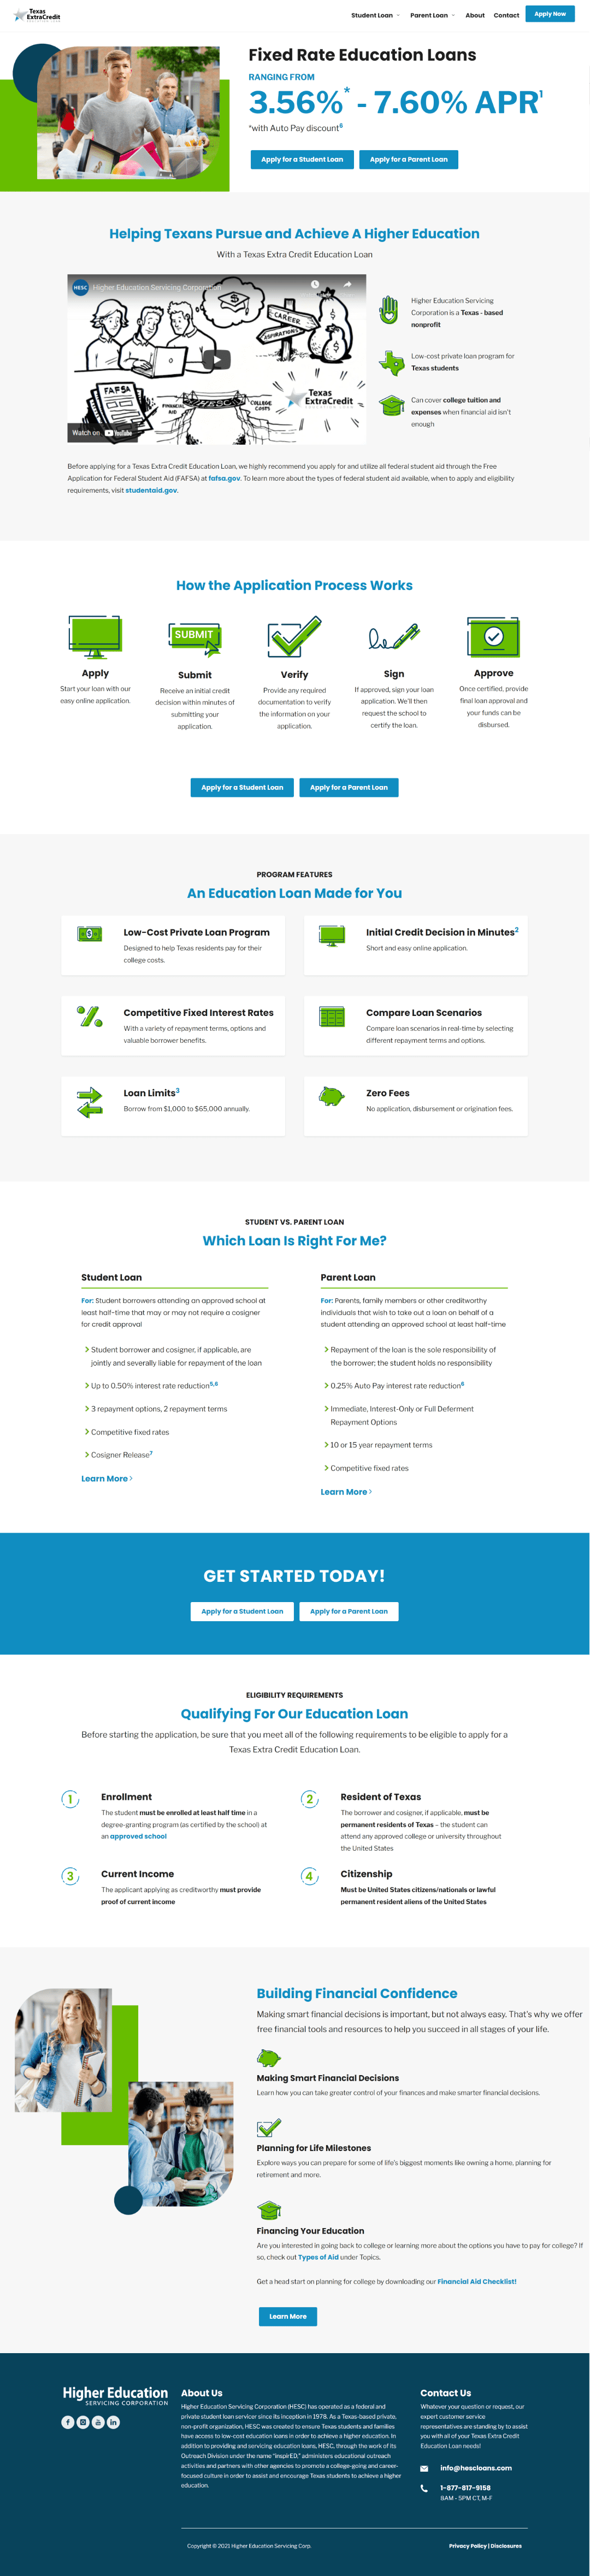 Texas
ExtraCredit
Student Loan
Parent Loan
About
Contact
Apply Now
Fixed Rate Education Loans
RANGING FROM
3.56%* - 7.60% APR1
*with Auto Pay discount6
Apply for a Student Loan
Apply for a Parent Loan
Helping Texans Pursue and Achieve A Higher Education
With a Texas Extra Credit Education Loan
HESC
Higher Education Servicing Corporation
CAREER
ASPIRATIONS
FAFSA
FINANCIAL
AID
HESC
COLLEGE
COSTS
Texas
ExtraCredit
EDUCATION LOAN
Watch on YouTube
Higher Education Servicing
Corporation is a Texas - based
nonprofit
Low-cost private loan program for
Texas students
Can cover college tuition and
expenses when financial aid isn't
enough
Before applying for a Texas Extra Credit Education Loan, we highly recommend you apply for and utilize all federal student aid through the Free
Application for Federal Student Aid (FAFSA) at fafsa.gov. To learn more about the types of federal student aid available, when to apply and eligibility
requirements, visit studentaid.gov.
How the Application Process Works
SUBMIT
Apply
Start your loan with our
easy online application.
Submit
Receive an initial credit
decision within minutes of
submitting your
application.
Verify
Provide any required
documentation to verify
the information on your
application.
Sign
If approved, sign your loan
application. We'll then
request the school to
certify the loan.
Approve
Once certified, provide
final loan approval and
your funds can be
disbursed.
Apply for a Student Loan
Apply for a Parent Loan
PROGRAM FEATURES
An Education Loan Made for You
Low-Cost Private Loan Program
Designed to help Texas residents pay for their
college costs.
Initial Credit Decision in Minutes2
Short and easy online application.
Competitive Fixed Interest Rates
With a variety of repayment terms, options and
valuable borrower benefits.
Compare Loan Scenarios
Compare loan scenarios in real-time by selecting
different repayment terms and options.
Loan Limits3
Borrow from $1,000 to $65,000 annually.
Zero Fees
No application, disbursement or origination fees.
STUDENT VS. PARENT LOAN
Which Loan Is Right For Me?
Student Loan
For: Student borrowers attending an approved school at
least half-time that may or may not require a cosigner
for credit approval
Student borrower and cosigner, if applicable, are
jointly and severally liable for repayment of the loan
Up to 0.50% interest rate reduction5,6
3 repayment options, 2 repayment terms
Competitive fixed rates
Cosigner Release7
Learn More >
Parent Loan
For: Parents, family members or other creditworthy
individuals that wish to take out a loan on behalf of a
student attending an approved school at least half-time
Repayment of the loan is the sole responsibility of
the borrower; the student holds no responsibility
0.25% Auto Pay interest rate reduction6
Immediate, Interest-Only or Full Deferment
Repayment Options
10 or 15 year repayment terms
Competitive fixed rates
Learn More >
GET STARTED TODAY!
Apply for a Student Loan
Apply for a Parent Loan
ELIGIBILITY REQUIREMENTS
Qualifying For Our Education Loan
Before starting the application, be sure that you meet all of the following requirements to be eligible to apply for a
Texas Extra Credit Education Loan.
1
Enrollment
The student must be enrolled at least half time in a
degree-granting program (as certified by the school) at
an approved school
2
Resident of Texas
The borrower and cosigner, if applicable, must be
permanent residents of Texas – the student can
attend any approved college or university throughout
the United States
3
Current Income
The applicant applying as creditworthy must provide
proof of current income
4
Citizenship
Must be United States citizens/nationals or lawful
permanent resident aliens of the United States
Building Financial Confidence
Making smart financial decisions is important, but not always easy. That's why we offer
free financial tools and resources to help you succeed in all stages of your life.
Making Smart Financial Decisions
Learn how you can take greater control of your finances and make smarter financial decisions.
Planning for Life Milestones
Explore ways you can prepare for some of life's biggest moments like owning a home, planning for
retirement and more.
Financing Your Education
Are you interested in going back to college or learning more about the options you have to pay for college? If
so, check out Types of Aid under Topics.
Get a head start on planning for college by downloading our Financial Aid Checklist!
Learn More
Higher Education
SERVICING CORPORATION
About Us
Higher Education Servicing Corporation (HESC) has operated as a federal and
private student loan servicer since its inception in 1978. As a Texas-based private,
non-profit organization, HESC was created to ensure Texas students and families
have access to low-cost education loans in order to achieve a higher education. In
addition to providing and servicing education loans, HESC, through the work of its
Outreach Division under the name "inspirED," administers educational outreach
activities and partners with other agencies to promote a college-going and career-
focused culture in order to assist and encourage Texas students to achieve a higher
education.
Contact Us
Whatever your question or request, our
expert customer service
representatives are standing by to assist
you with all of your Texas Extra Credit
Education Loan needs!
info@hescloans.com
1-877-817-9158
8AM - 5PM CT, M-F
Copyright © 2021 Higher Education Servicing Corp.
Privacy Policy | Disclosures